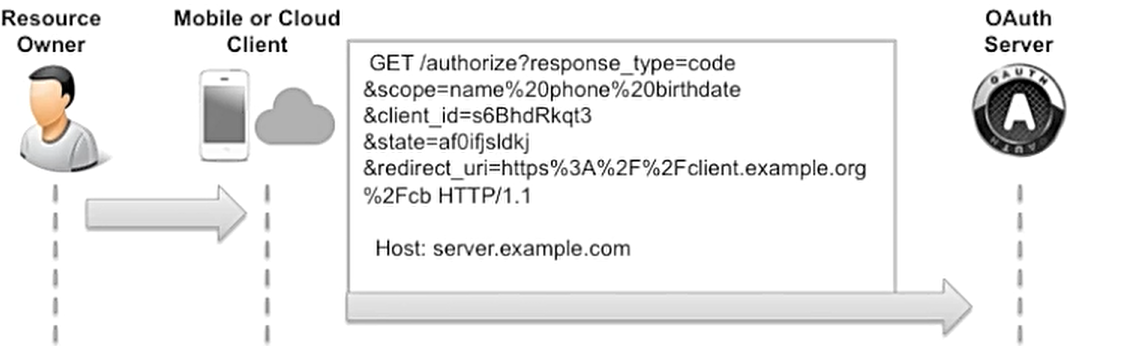 Resource
Owner
Mobile or Cloud
Client
OAuth
Server
GET /authorize?response_type=code
&scope=name%20phone%20birthdate
&client_id=s6BhdRkqt3
&state=af0ifjsldkj
&redirect_uri=https%3A%2F%2Fclient.example.org
%2Fcb HTTP/1.1
Host: server.example.com
OAUTH
A
OAUTH